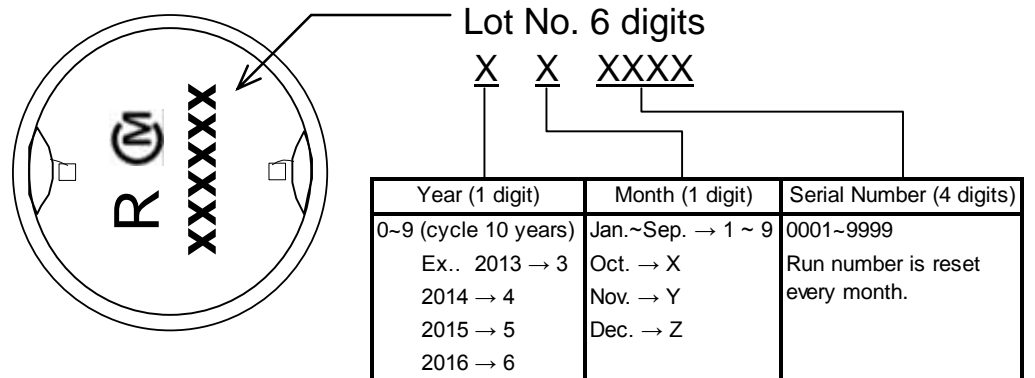 Lot No. 6 digits
X X XXXX
R M
XXXXXXX
Year (1 digit) Month (1 digit) Serial Number (4 digits)
0~9 (cycle 10 years) Jan.~Sep. → 1 ~ 9 0001~9999
Ex.. 2013 → 3 Oct. → X Run number is reset
2014 → 4 Nov. → Y every month.
2015 → 5 Dec. → Z
2016 → 6